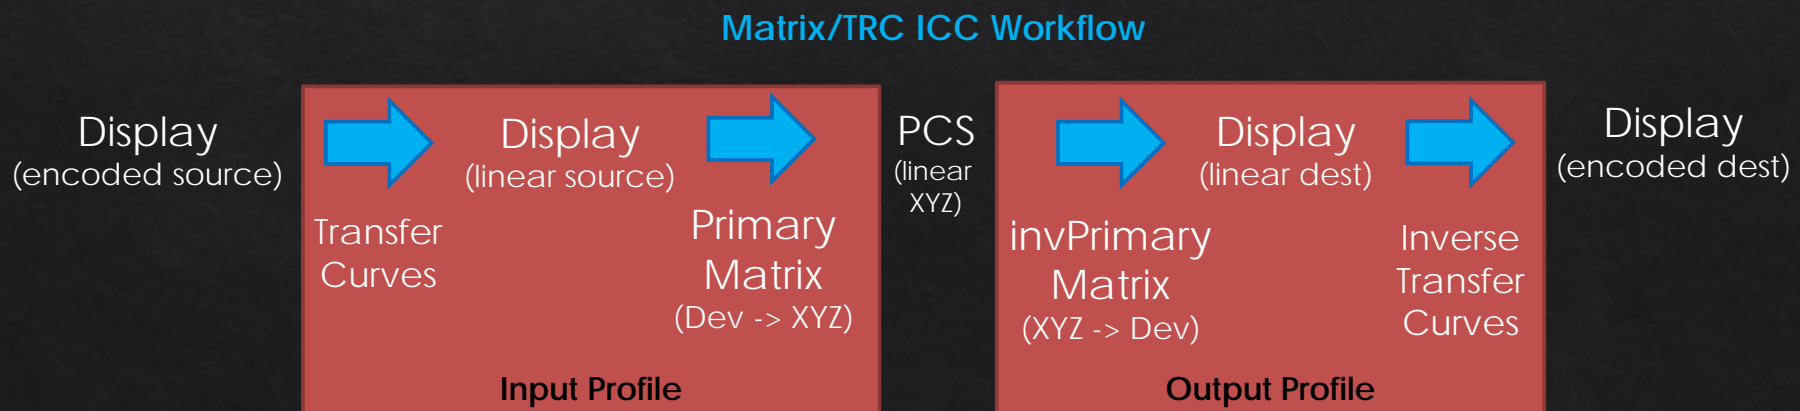 Matrix/TRC ICC Workflow
Display
(encoded source)
Transfer
Curves
Display
(linear source)
Primary
Matrix
(Dev -> XYZ)
Input Profile
PCS
(linear
XYZ)
invPrimary
Matrix
(XYZ -> Dev)
Display
(linear dest)
Inverse
Transfer
Curves
Output Profile
Display
(encoded dest)